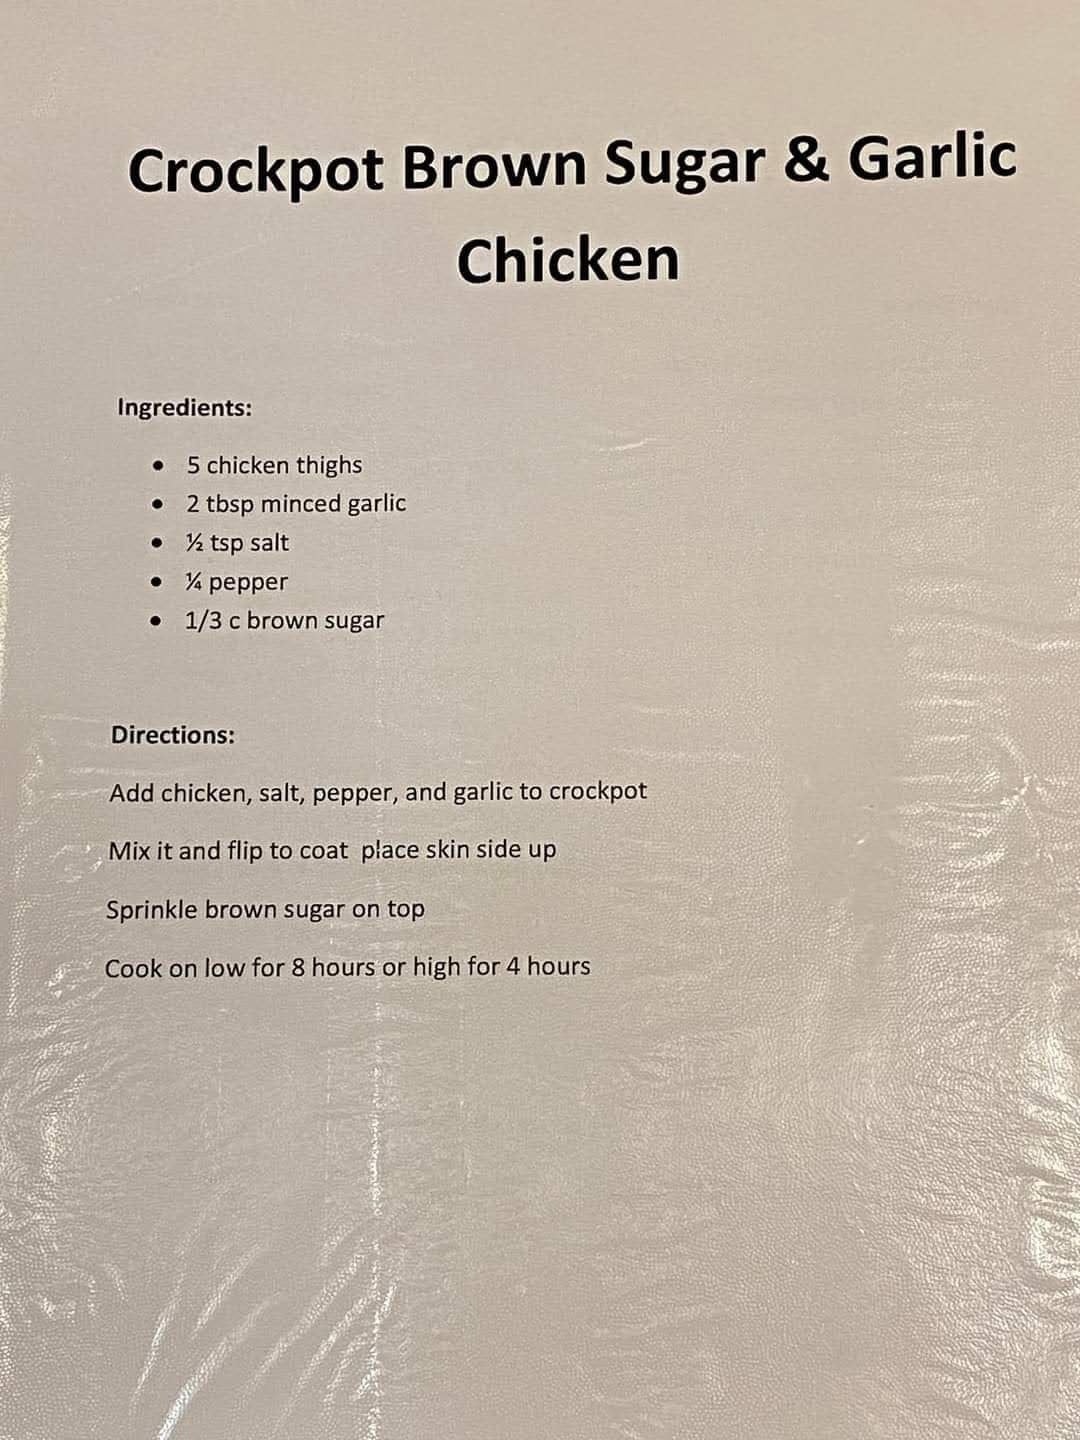 Crockpot Brown Sugar & Garlic
Chicken
Ingredients:
• 5 chicken thighs
• 2 tbsp minced garlic
• ½ tsp salt
• ¼ pepper
• 1/3 c brown sugar
Directions:
Add chicken, salt, pepper, and garlic to crockpot
Mix it and flip to coat  place skin side up
Sprinkle brown sugar on top
Cook on low for 8 hours or high for 4 hours